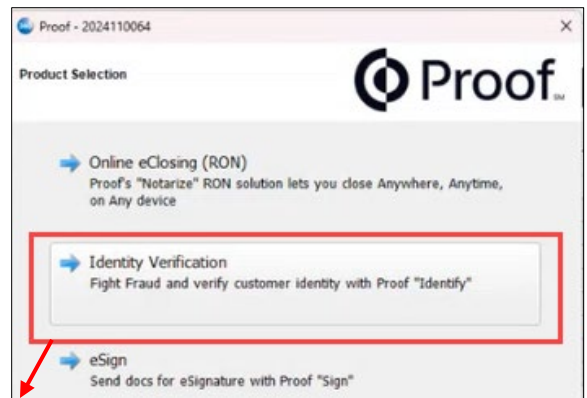 Proof - 2024110064
Product Selection
Proof
SM
Online eClosing (RON)
Proof's "Notarize" RON solution lets you close Anywhere, Anytime,
on Any device
Identity Verification
Fight Fraud and verify customer identity with Proof "Identify"
eSign
Send docs for eSignature with Proof "Sign"